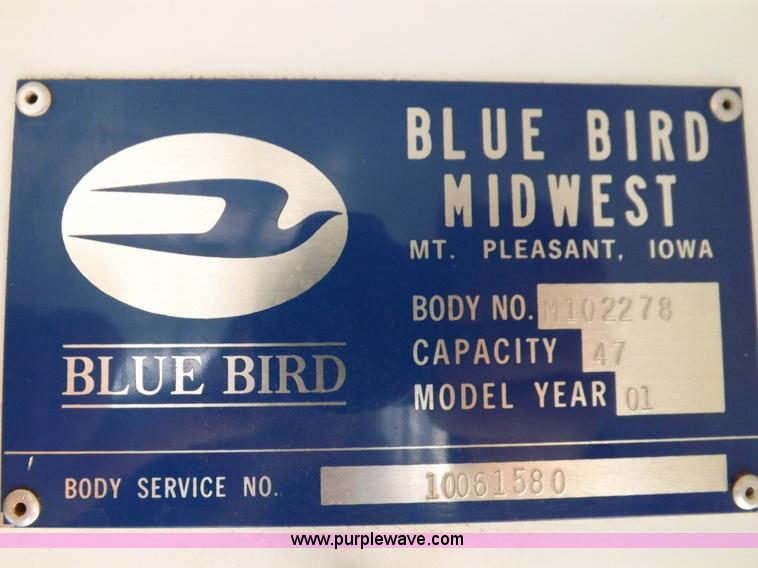 BLUE BIRD
BLUE BIRD
MIDWEST
MT. PLEASANT, IOWA
BODY NO. M102278
CAPACITY 47
MODEL YEAR 01
BODY SERVICE NO. 10061580
www.purplewave.com